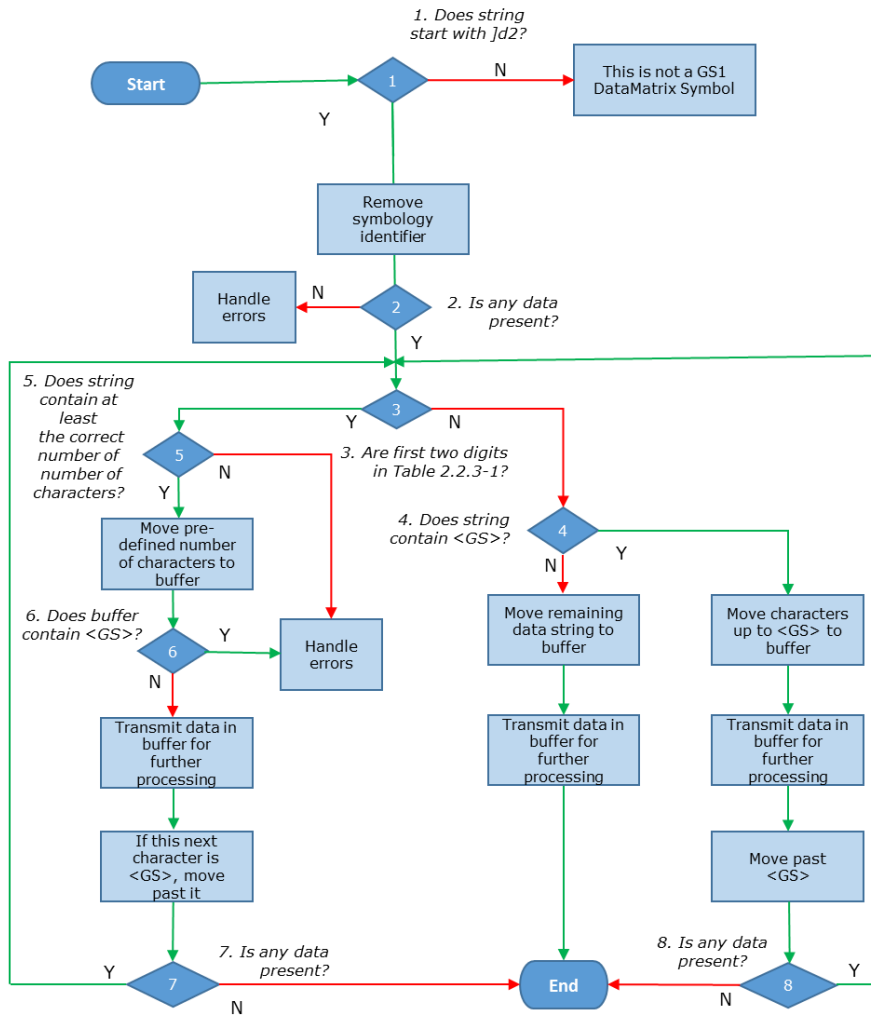 1. Does string
start with ]d2?
Start
1
N
This is not a GS1
DataMatrix Symbol
Y
Remove
symbology
identifier
Handle
errors
N
2
2. Is any data
present?
Y
5. Does string
contain at
least
the correct
number of
number of
characters?
Y
3
N
3. Are first two digits
in Table 2.2.3-1?
5
N
Y
4. Does string
contain <GS>?
4
Y
N
Move pre-
defined number
of characters to
buffer
Move remaining
data string to
buffer
Move characters
up to <GS> to
buffer
6. Does buffer
contain <GS>?
6
Y
Handle
errors
N
Transmit data in
buffer for
further
processing
Transmit data in
buffer for
further
processing
Transmit data in
buffer for
further
processing
If this next
character is
<GS>, move
past it
Move past
<GS>
7. Is any data
present?
8. Is any data
present?
Y
7
N
End
N
8
Y